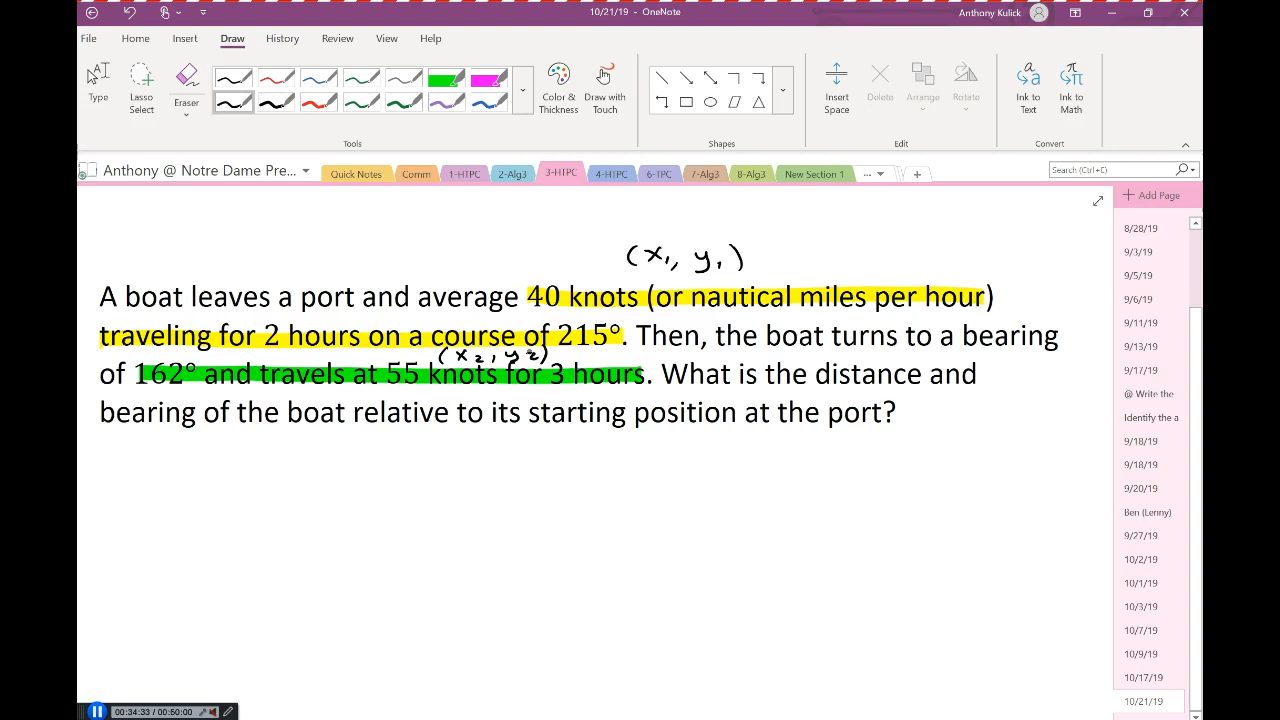 10/21/19 - OneNote
Anthony Kulick
File Home Insert Draw History Review View Help
Type
Lasso Select
Eraser
Color & Thickness
Draw with Touch
Insert Space
Delete
Arrange
Rotate
Ink to Text
Ink to Math
Tools
Shapes
Edit
Convert
Anthony @ Notre Dame Pre...
Quick Notes Comm 1-HTPC 2-Alg3 3-HTPC 4-HTPC 6-TPC 7-Alg3 8-Alg3 New Section 1 ... +
Search (Ctrl+E)
+ Add Page
(x₁, y₁)
A boat leaves a port and average 40 knots (or nautical miles per hour)
traveling for 2 hours on a course of 215°. Then, the boat turns to a bearing
(x₂, y₂)
of 162° and travels at 55 knots for 3 hours. What is the distance and
bearing of the boat relative to its starting position at the port?
8/28/19
9/3/19
9/5/19
9/6/19
9/11/19
9/13/19
9/17/19
@ Write the
Identify the a
9/18/19
9/18/19
9/20/19
Ben (Lenny)
9/27/19
10/2/19
10/1/19
10/3/19
10/7/19
10/9/19
10/17/19
10/21/19
00:34:33 / 00:50:00